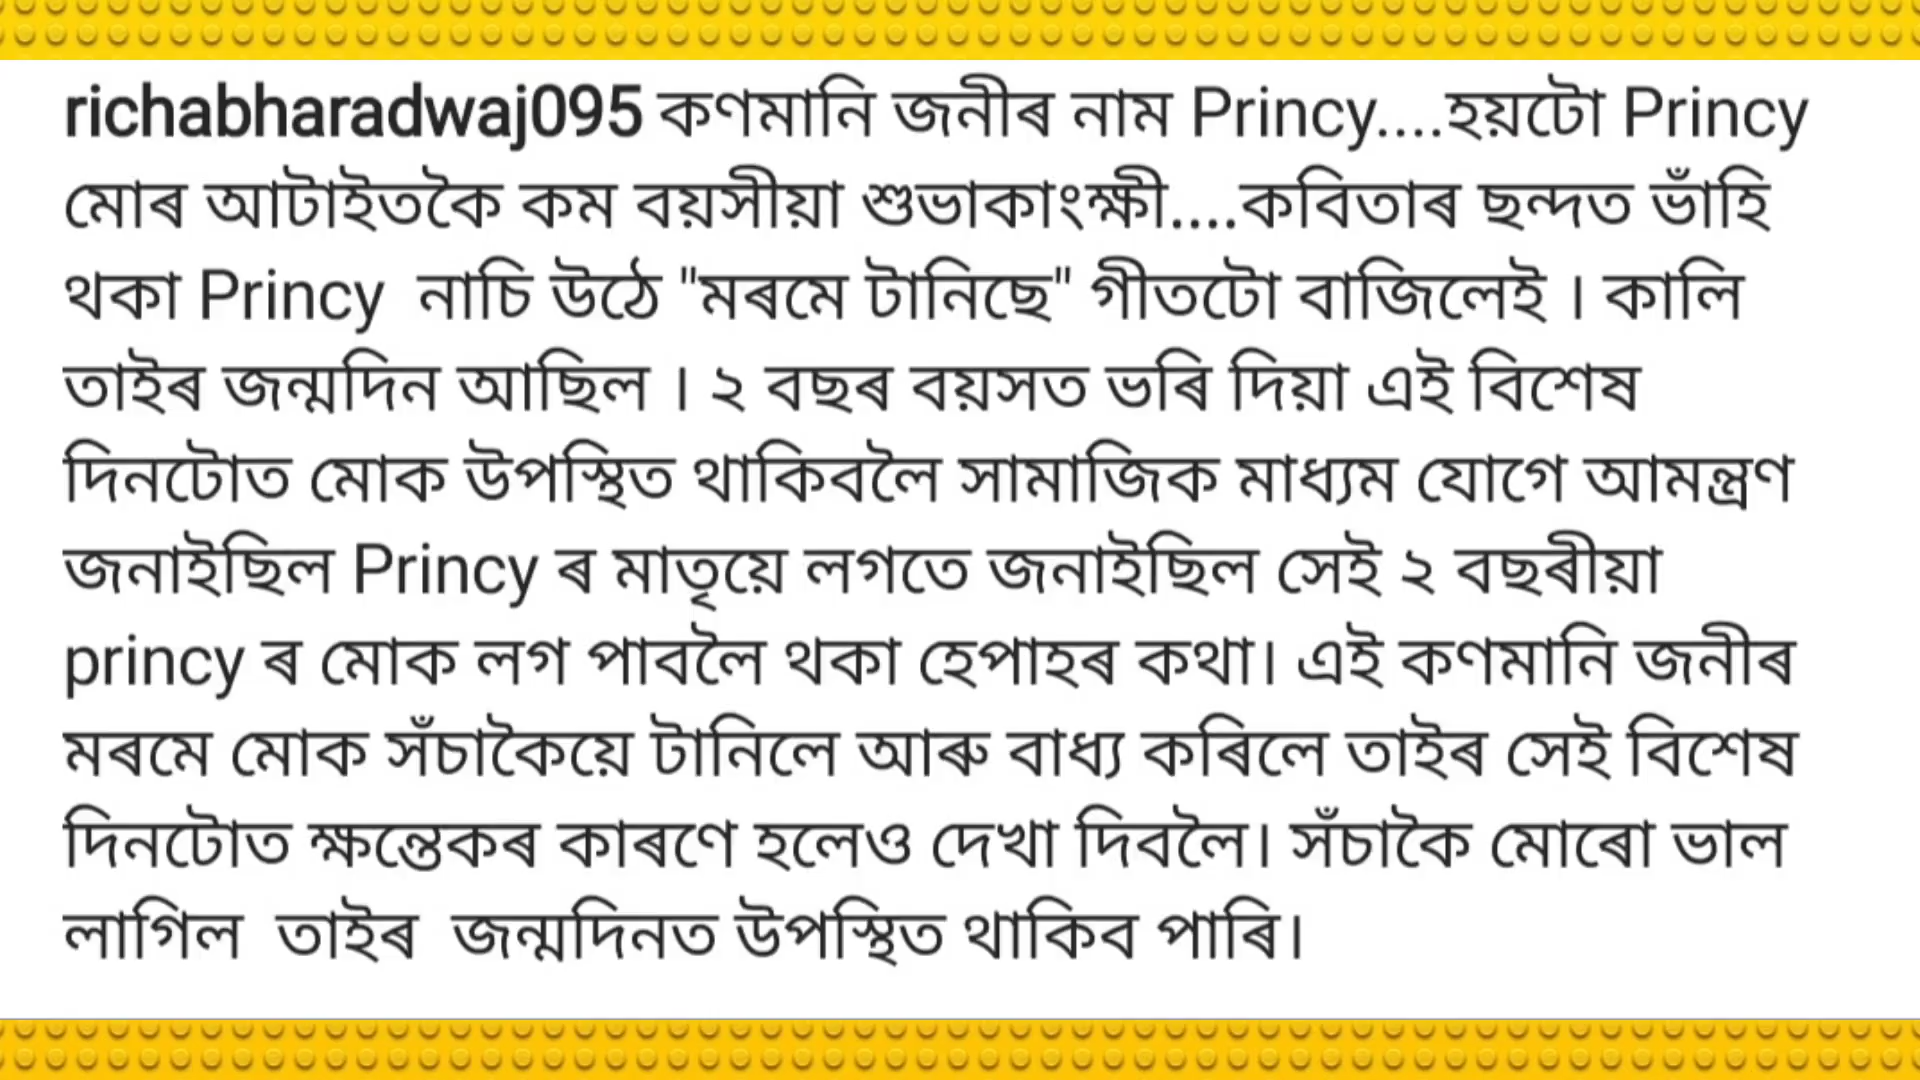 richabharadwaj095 কণমানি জনীৰ নাম Princy....হয়টো Princy
মোৰ আটাইতকৈ কম বয়সীয়া শুভাকাংক্ষী....কবিতাৰ ছন্দত ভাঁহি
থকা Princy  নাচি উঠে "মৰমে টানিছে" গীতটো বাজিলেই । কালি
তাইৰ জন্মদিন আছিল । ২ বছৰ বয়সত ভৰি দিয়া এই বিশেষ
দিনটোত মোক উপস্থিত থাকিবলৈ সামাজিক মাধ্যম যোগে আমন্ত্ৰণ
জনাইছিল Princy ৰ মাতৃয়ে লগতে জনাইছিল সেই ২ বছৰীয়া
princy ৰ মোক লগ পাবলৈ থকা হেপাহৰ কথা। এই কণমানি জনীৰ
মৰমে মোক সঁচাকৈয়ে টানিলে আৰু বাধ্য কৰিলে তাইৰ সেই বিশেষ
দিনটোত ক্ষন্তেকৰ কাৰণে হলেও দেখা দিবলৈ। সঁচাকৈ মোৰো ভাল
লাগিল  তাইৰ  জন্মদিনত উপস্থিত থাকিব পাৰি।